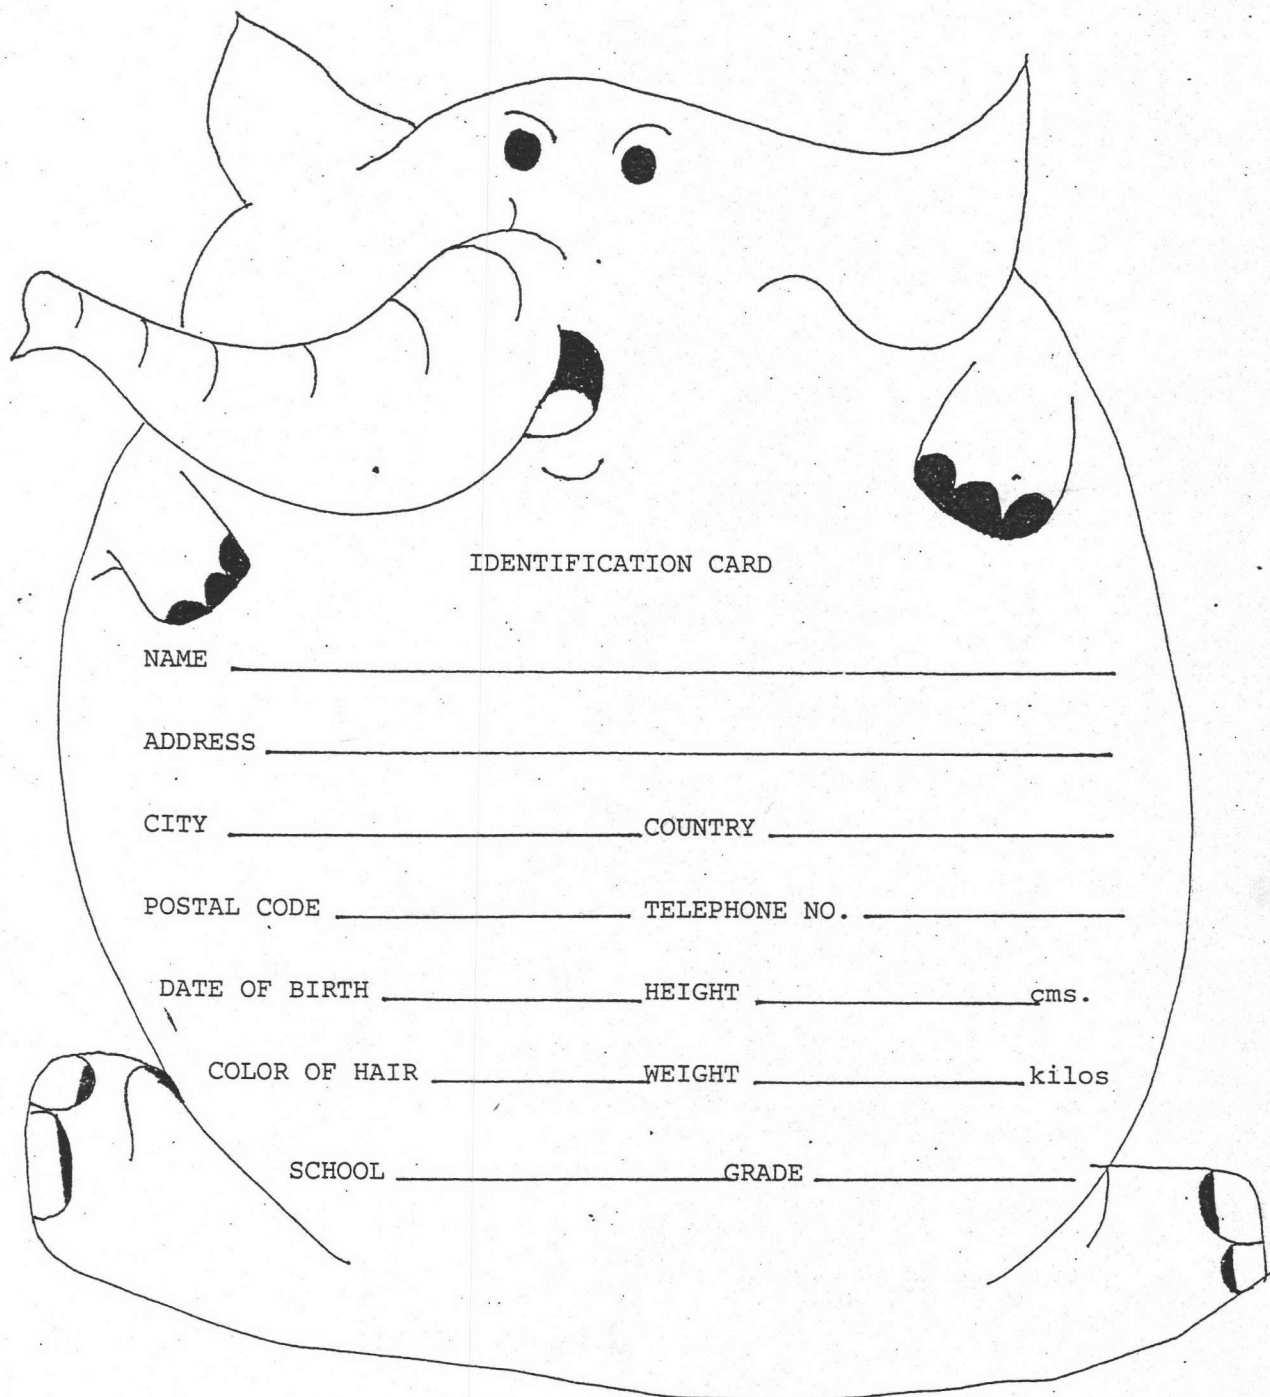 IDENTIFICATION CARD
NAME
ADDRESS
CITY COUNTRY
POSTAL CODE TELEPHONE NO.
DATE OF BIRTH HEIGHT cms.
COLOR OF HAIR WEIGHT kilos
SCHOOL GRADE